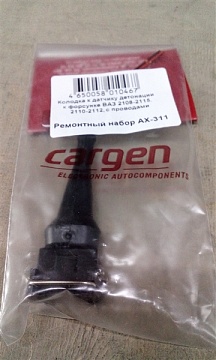 4 650058 010467
Колодка к датчику детонации
к форсунке ВАЗ 2108-2115,
2110-2112, с проводами
Ремонтный набор АХ-311
cargen
ELECTRONIC AUTOCOMPONENTS